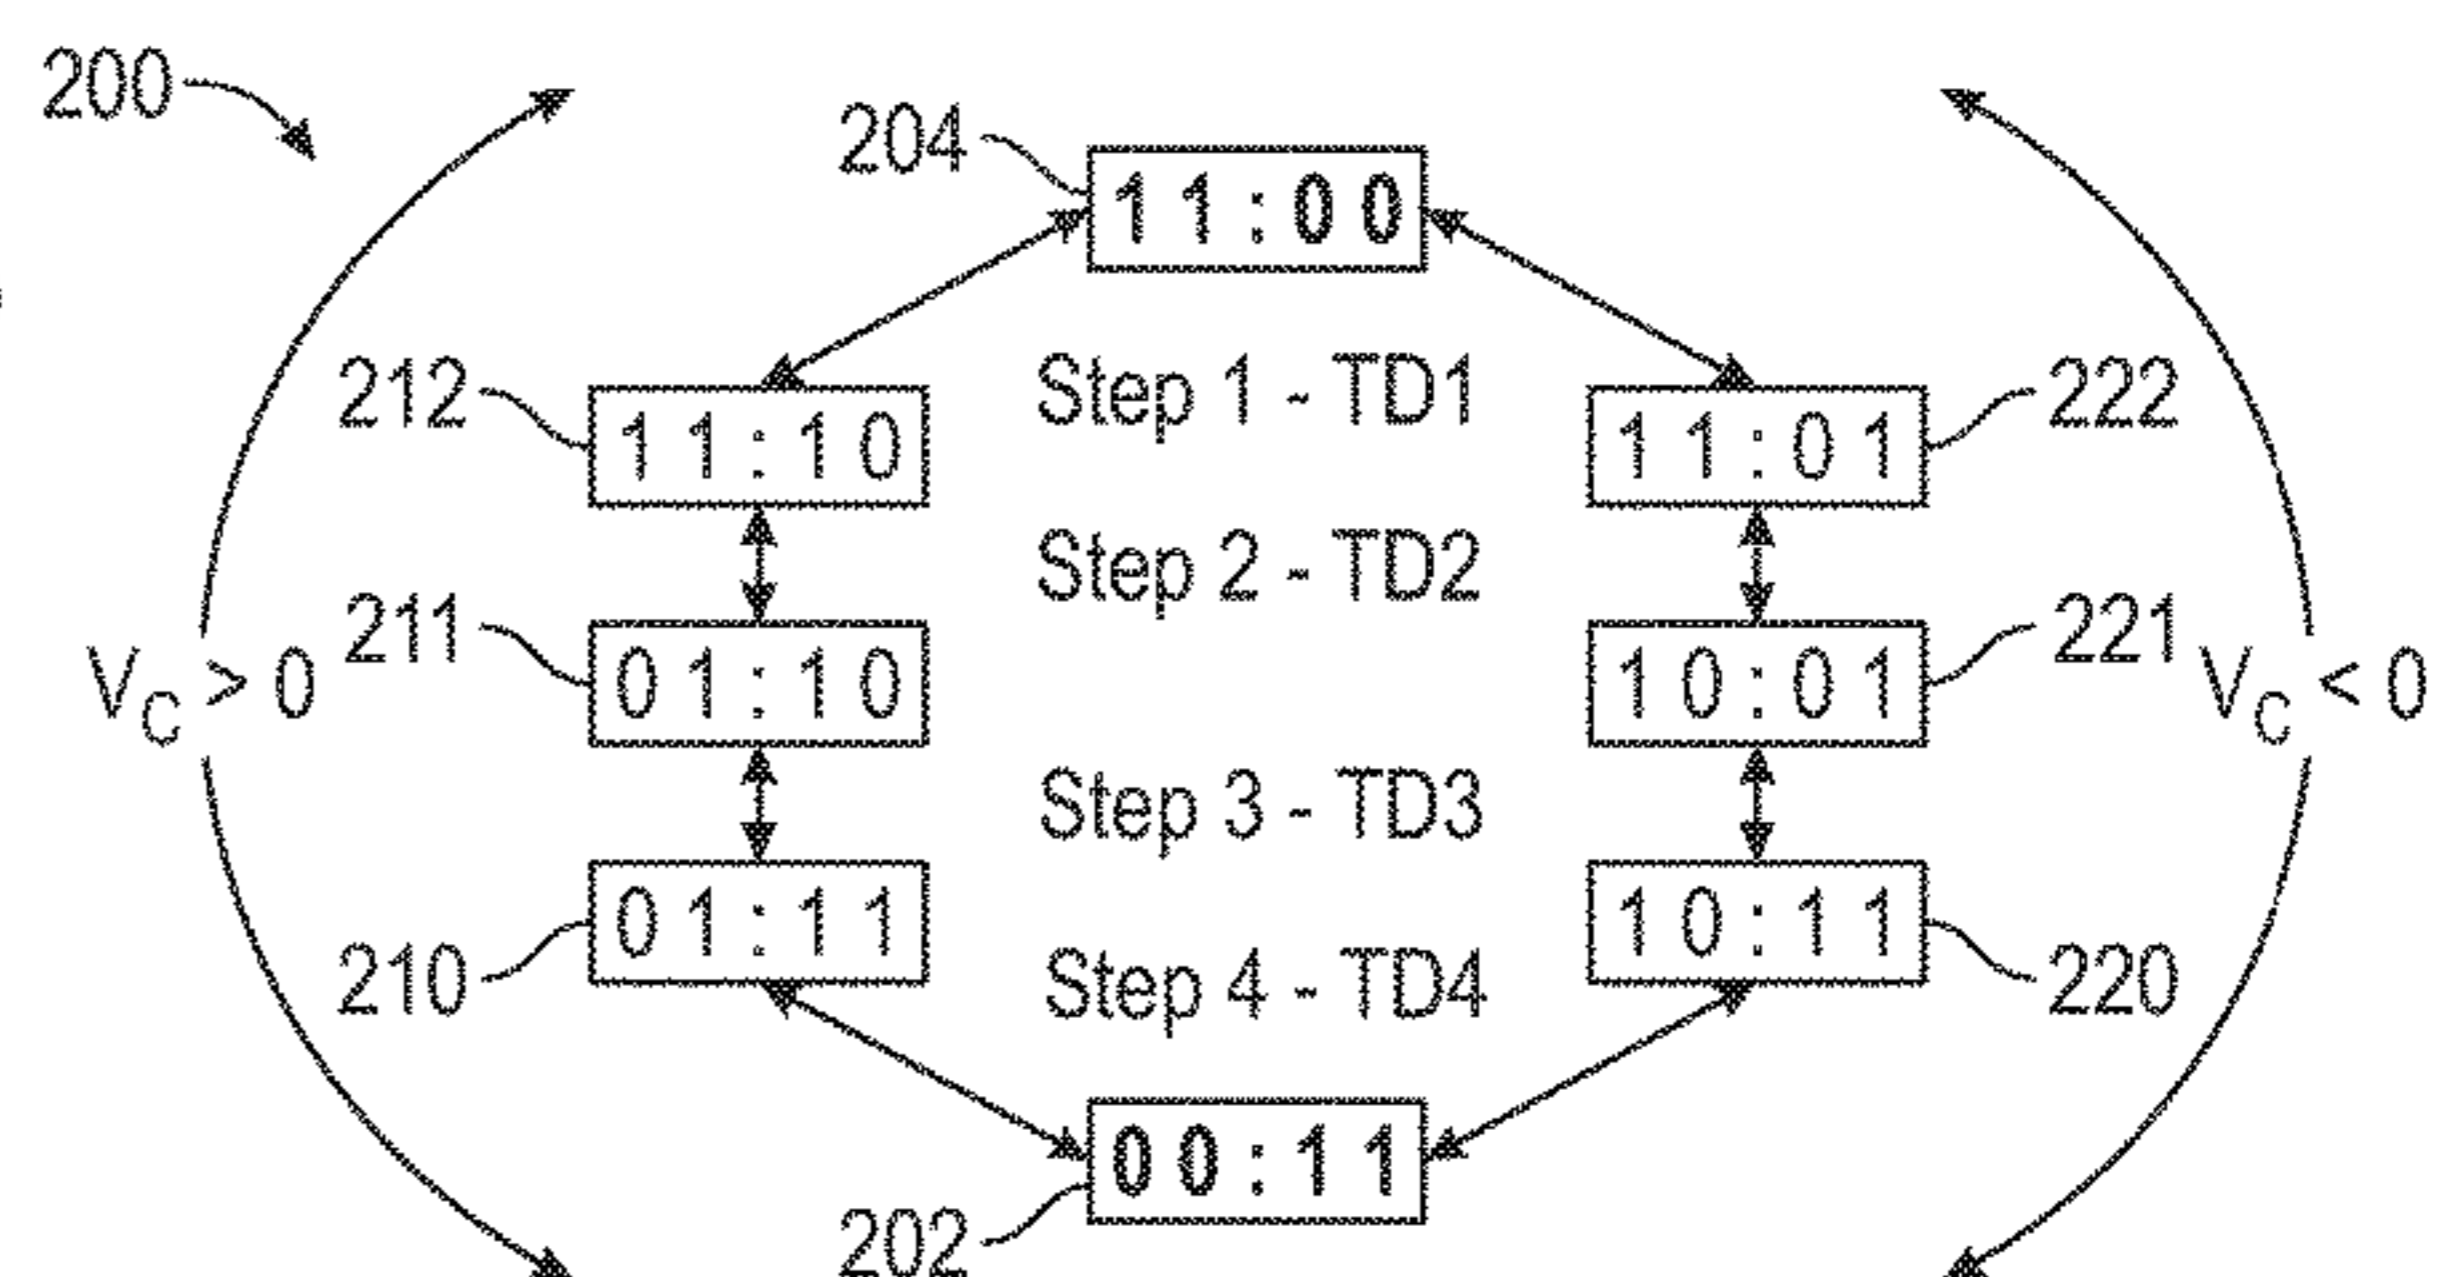 200
204
11:00
212
Step 1 - TD1
222
11:10
11:01
Step 2 - TD2
211
221
01:10
10:01
VC > 0
VC < 0
Step 3 - TD3
01:11
10:11
210
Step 4 - TD4
220
00:11
202